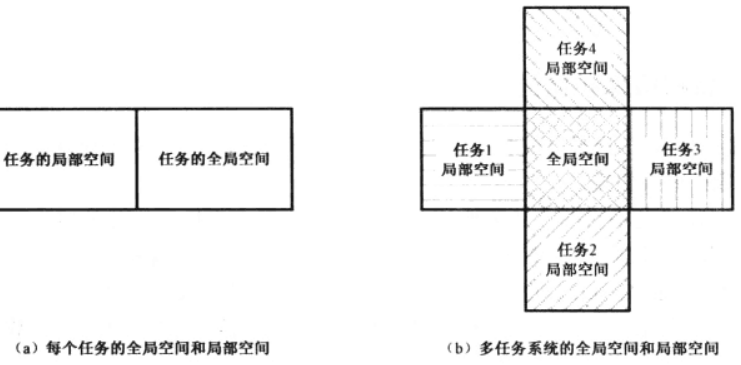 任务4
局部空间
任务的局部空间
任务的全局空间
任务1
局部空间
全局空间
任务3
局部空间
任务2
局部空间
（a）每个任务的全局空间和局部空间
（b）多任务系统的全局空间和局部空间